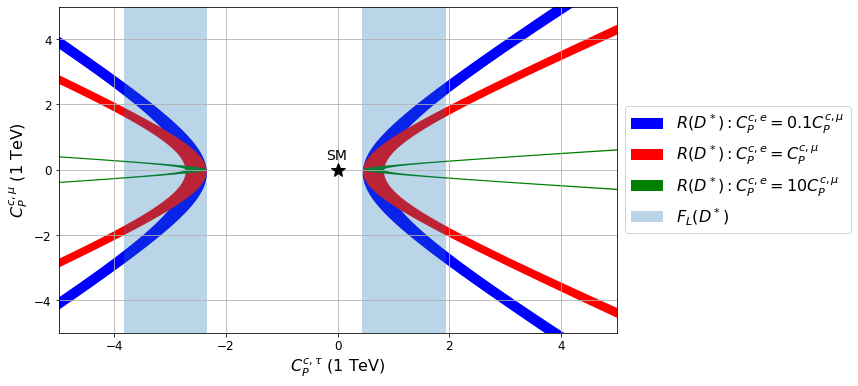 4
2
0
−2
−4
−4
−2
0
2
4
C_P^{c,μ} (1 TeV)
C_P^{c,τ} (1 TeV)
SM
R(D*): C_P^{c,e} = 0.1C_P^{c,μ}
R(D*): C_P^{c,e} = C_P^{c,μ}
R(D*): C_P^{c,e} = 10C_P^{c,μ}
F_L(D*)